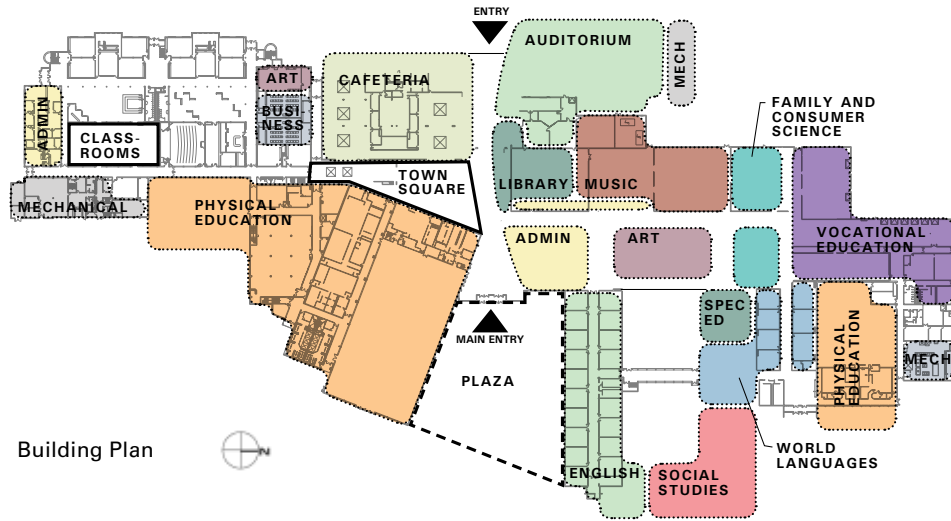 ENTRY
AUDITORIUM
MECH
ART
CAFETERIA
FAMILY AND
CONSUMER
SCIENCE
BUSI
NESS
ADMIN
CLASS-
ROOMS
TOWN
SQUARE
LIBRARY
MUSIC
MECHANICAL
PHYSICAL
EDUCATION
ADMIN
ART
VOCATIONAL
EDUCATION
SPEC
ED
MAIN ENTRY
PLAZA
PHYSICAL
EDUCATION
MECH
Building Plan
N
WORLD
LANGUAGES
ENGLISH
SOCIAL
STUDIES